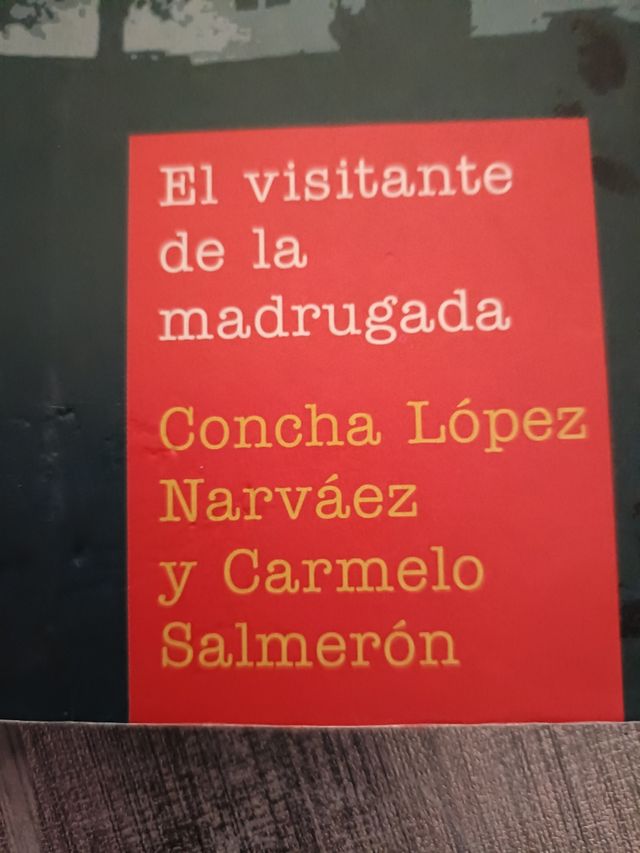 El visitante
de la
madrugada
Concha López
Narváez
y Carmelo
Salmerón